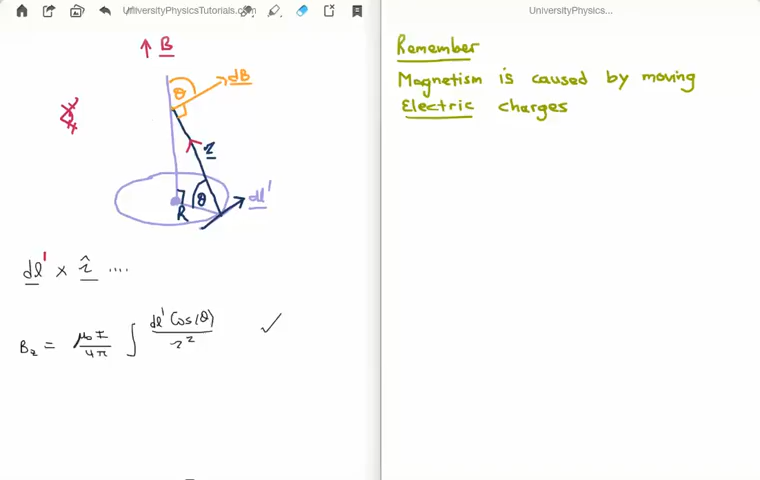 UniversityPhysicsTutorials.com
B
θ
dB
r
θ
dl'
R
dl' × r̂ ....
B_z = μ₀I/4π ∫ dl' Cos(θ)/r² ✓
UniversityPhysics...
Remember
Magnetism is caused by moving
Electric charges